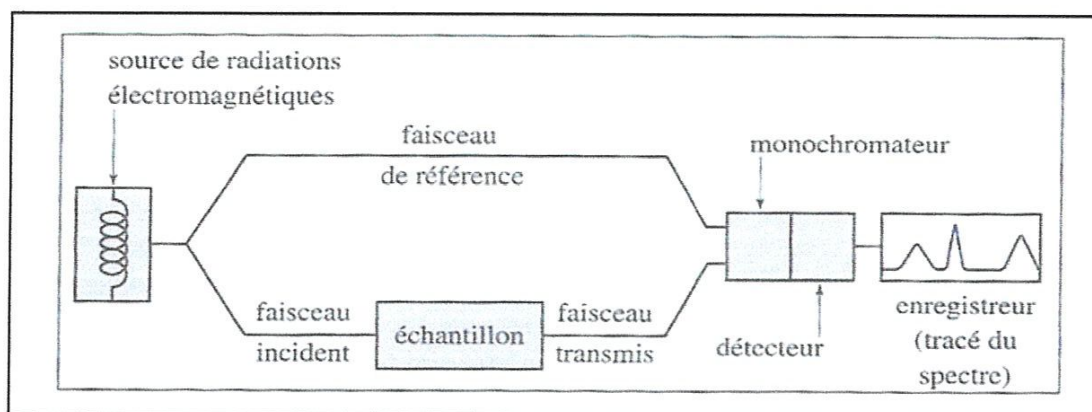 source de radiations
électromagnétiques
faisceau
de référence
monochromateur
faisceau
incident
échantillon
faisceau
transmis
détecteur
enregistreur
(tracé du
spectre)